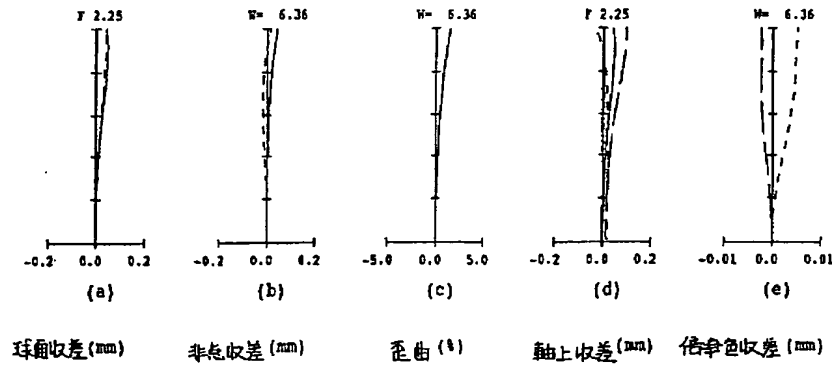 F 2.25 W= 6.36 W= 6.36 F 2.25 W= 6.36
-0.2 0.0 0.2 -0.2 0.0 0.2 -5.0 0.0 5.0 -0.2 0.0 0.2 -0.01 0.0 0.01
(a) (b) (c) (d) (e)
球面収差(mm) 非点収差(mm) 歪曲(%) 軸上収差(mm) 倍率色収差(mm)